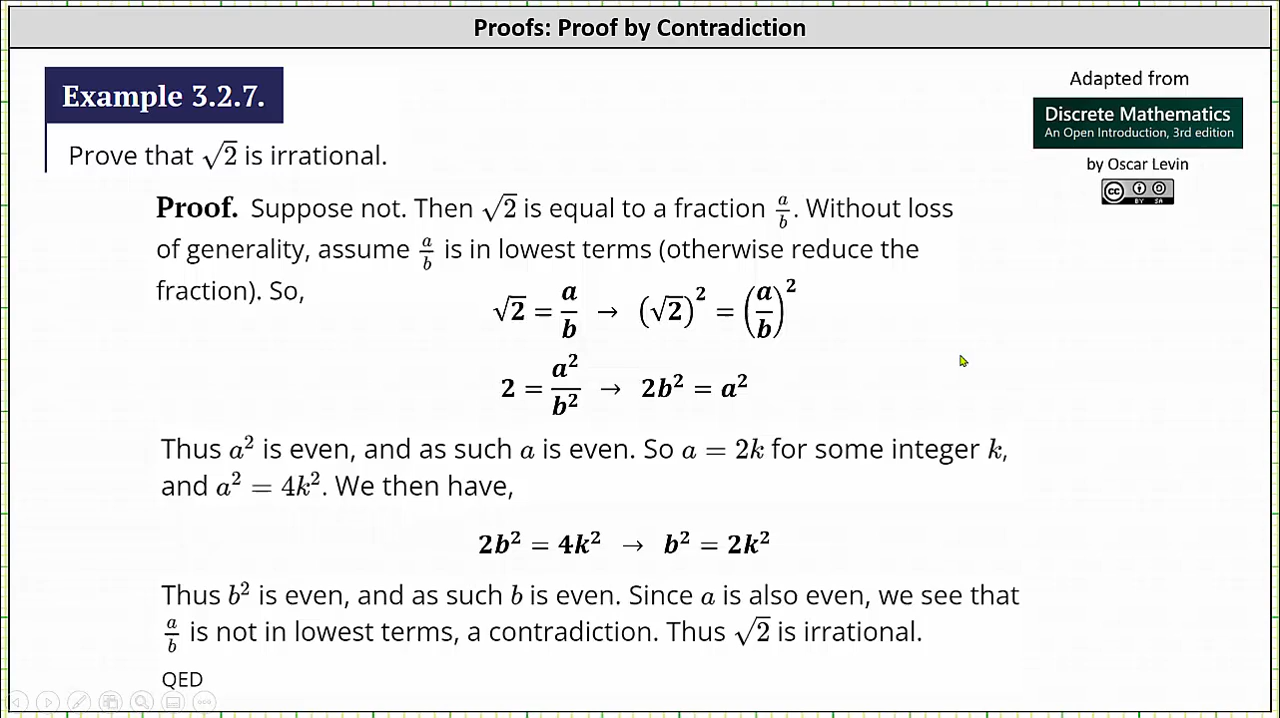 Proofs: Proof by Contradiction
Example 3.2.7.
Prove that √2 is irrational.
Adapted from
Discrete Mathematics
An Open Introduction, 3rd edition
by Oscar Levin
cc BY SA
Proof. Suppose not. Then √2 is equal to a fraction a/b. Without loss
of generality, assume a/b is in lowest terms (otherwise reduce the
fraction). So,
√2 = a/b → (√2)² = (a/b)²
2 = a²/b² → 2b² = a²
Thus a² is even, and as such a is even. So a = 2k for some integer k,
and a² = 4k². We then have,
2b² = 4k² → b² = 2k²
Thus b² is even, and as such b is even. Since a is also even, we see that
a/b is not in lowest terms, a contradiction. Thus √2 is irrational.
QED